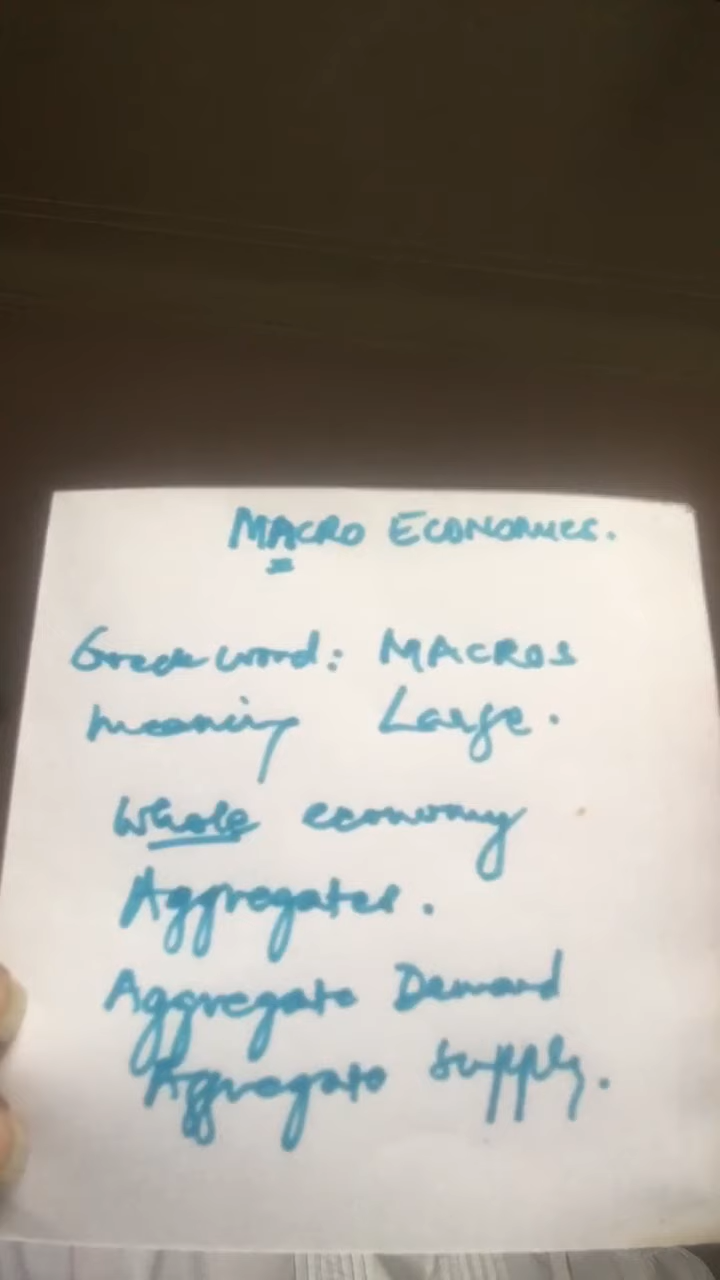 MACRO ECONOMICS.
Greek word: MACROS
meaning Large.
Whole economy
Aggregates.
Aggregate Demand
Aggregate Supply.